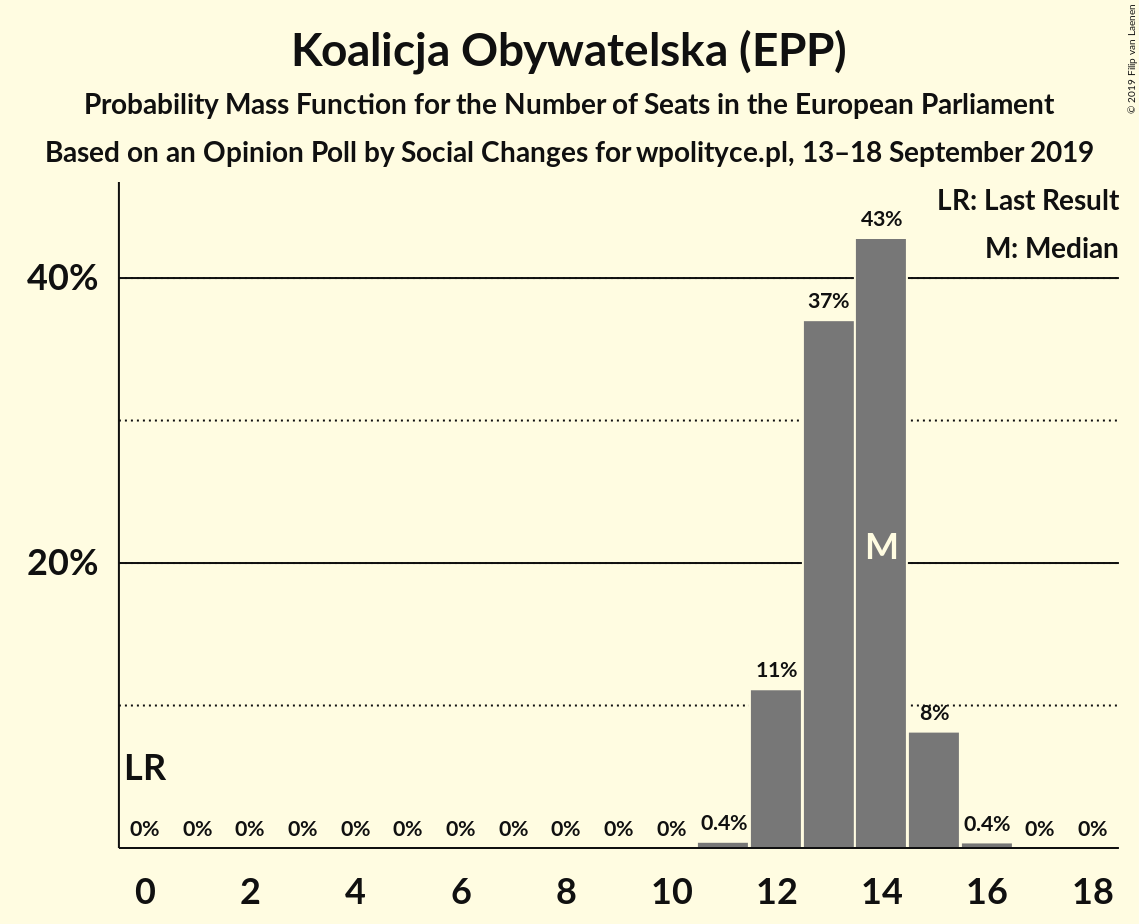 Koalicja Obywatelska (EPP)
Probability Mass Function for the Number of Seats in the European Parliament
Based on an Opinion Poll by Social Changes for wpolityce.pl, 13–18 September 2019
© 2019 Filip van Laenen
LR: Last Result
M: Median
43%
40%
37%
M
20%
11%
8%
LR
0% 0% 0% 0% 0% 0% 0% 0% 0% 0% 0% 0.4% 0.4% 0% 0%
0 2 4 6 8 10 12 14 16 18